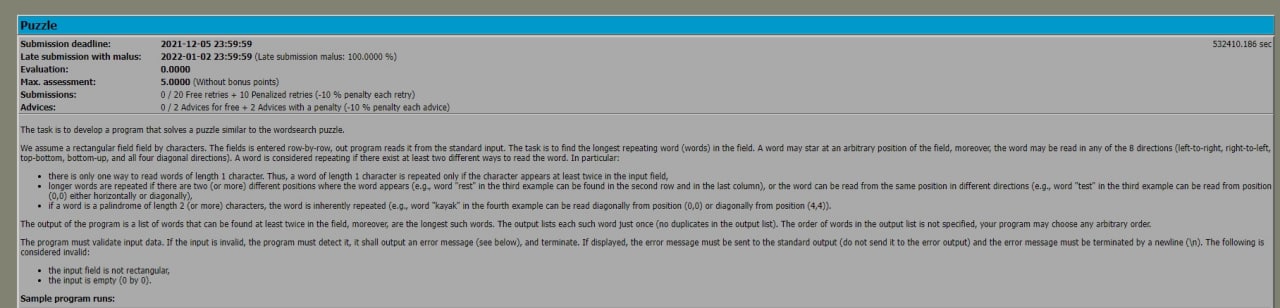 Puzzle
Submission deadline: 2021-12-05 23:59:59 532410.186 sec
Late submission with malus: 2022-01-02 23:59:59 (Late submission malus: 100.0000 %)
Evaluation: 0.0000
Max. assessment: 5.0000 (Without bonus points)
Submissions: 0 / 20 Free retries + 10 Penalized retries (-10 % penalty each retry)
Advices: 0 / 2 Advices for free + 2 Advices with a penalty (-10 % penalty each advice)
The task is to develop a program that solves a puzzle similar to the wordsearch puzzle.
We assume a rectangular field field by characters. The fields is entered row-by-row, out program reads it from the standard input. The task is to find the longest repeating word (words) in the field. A word may star at an arbitrary position of the field, moreover, the word may be read in any of the 8 directions (left-to-right, right-to-left,
top-bottom, bottom-up, and all four diagonal directions). A word is considered repeating if there exist at least two different ways to read the word. In particular:
• there is only one way to read words of length 1 character. Thus, a word of length 1 character is repeated only if the character appears at least twice in the input field,
• longer words are repeated if there are two (or more) different positions where the word appears (e.g., word "rest" in the third example can be found in the second row and in the last column), or the word can be read from the same position in different directions (e.g., word "test" in the third example can be read from position
(0,0) either horizontally or diagonally),
• if a word is a palindrome of length 2 (or more) characters, the word is inherently repeated (e.g., word "kayak" in the fourth example can be read diagonally from position (0,0) or diagonally from position (4,4)).
The output of the program is a list of words that can be found at least twice in the field, moreover, are the longest such words. The output lists each such word just once (no duplicates in the output list). The order of words in the output list is not specified, your program may choose any arbitrary order.
The program must validate input data. If the input is invalid, the program must detect it, it shall output an error message (see below), and terminate. If displayed, the error message must be sent to the standard output (do not send it to the error output) and the error message must be terminated by a newline (\n). The following is
considered invalid:
• the input field is not rectangular,
• the input is empty (0 by 0).
Sample program runs: